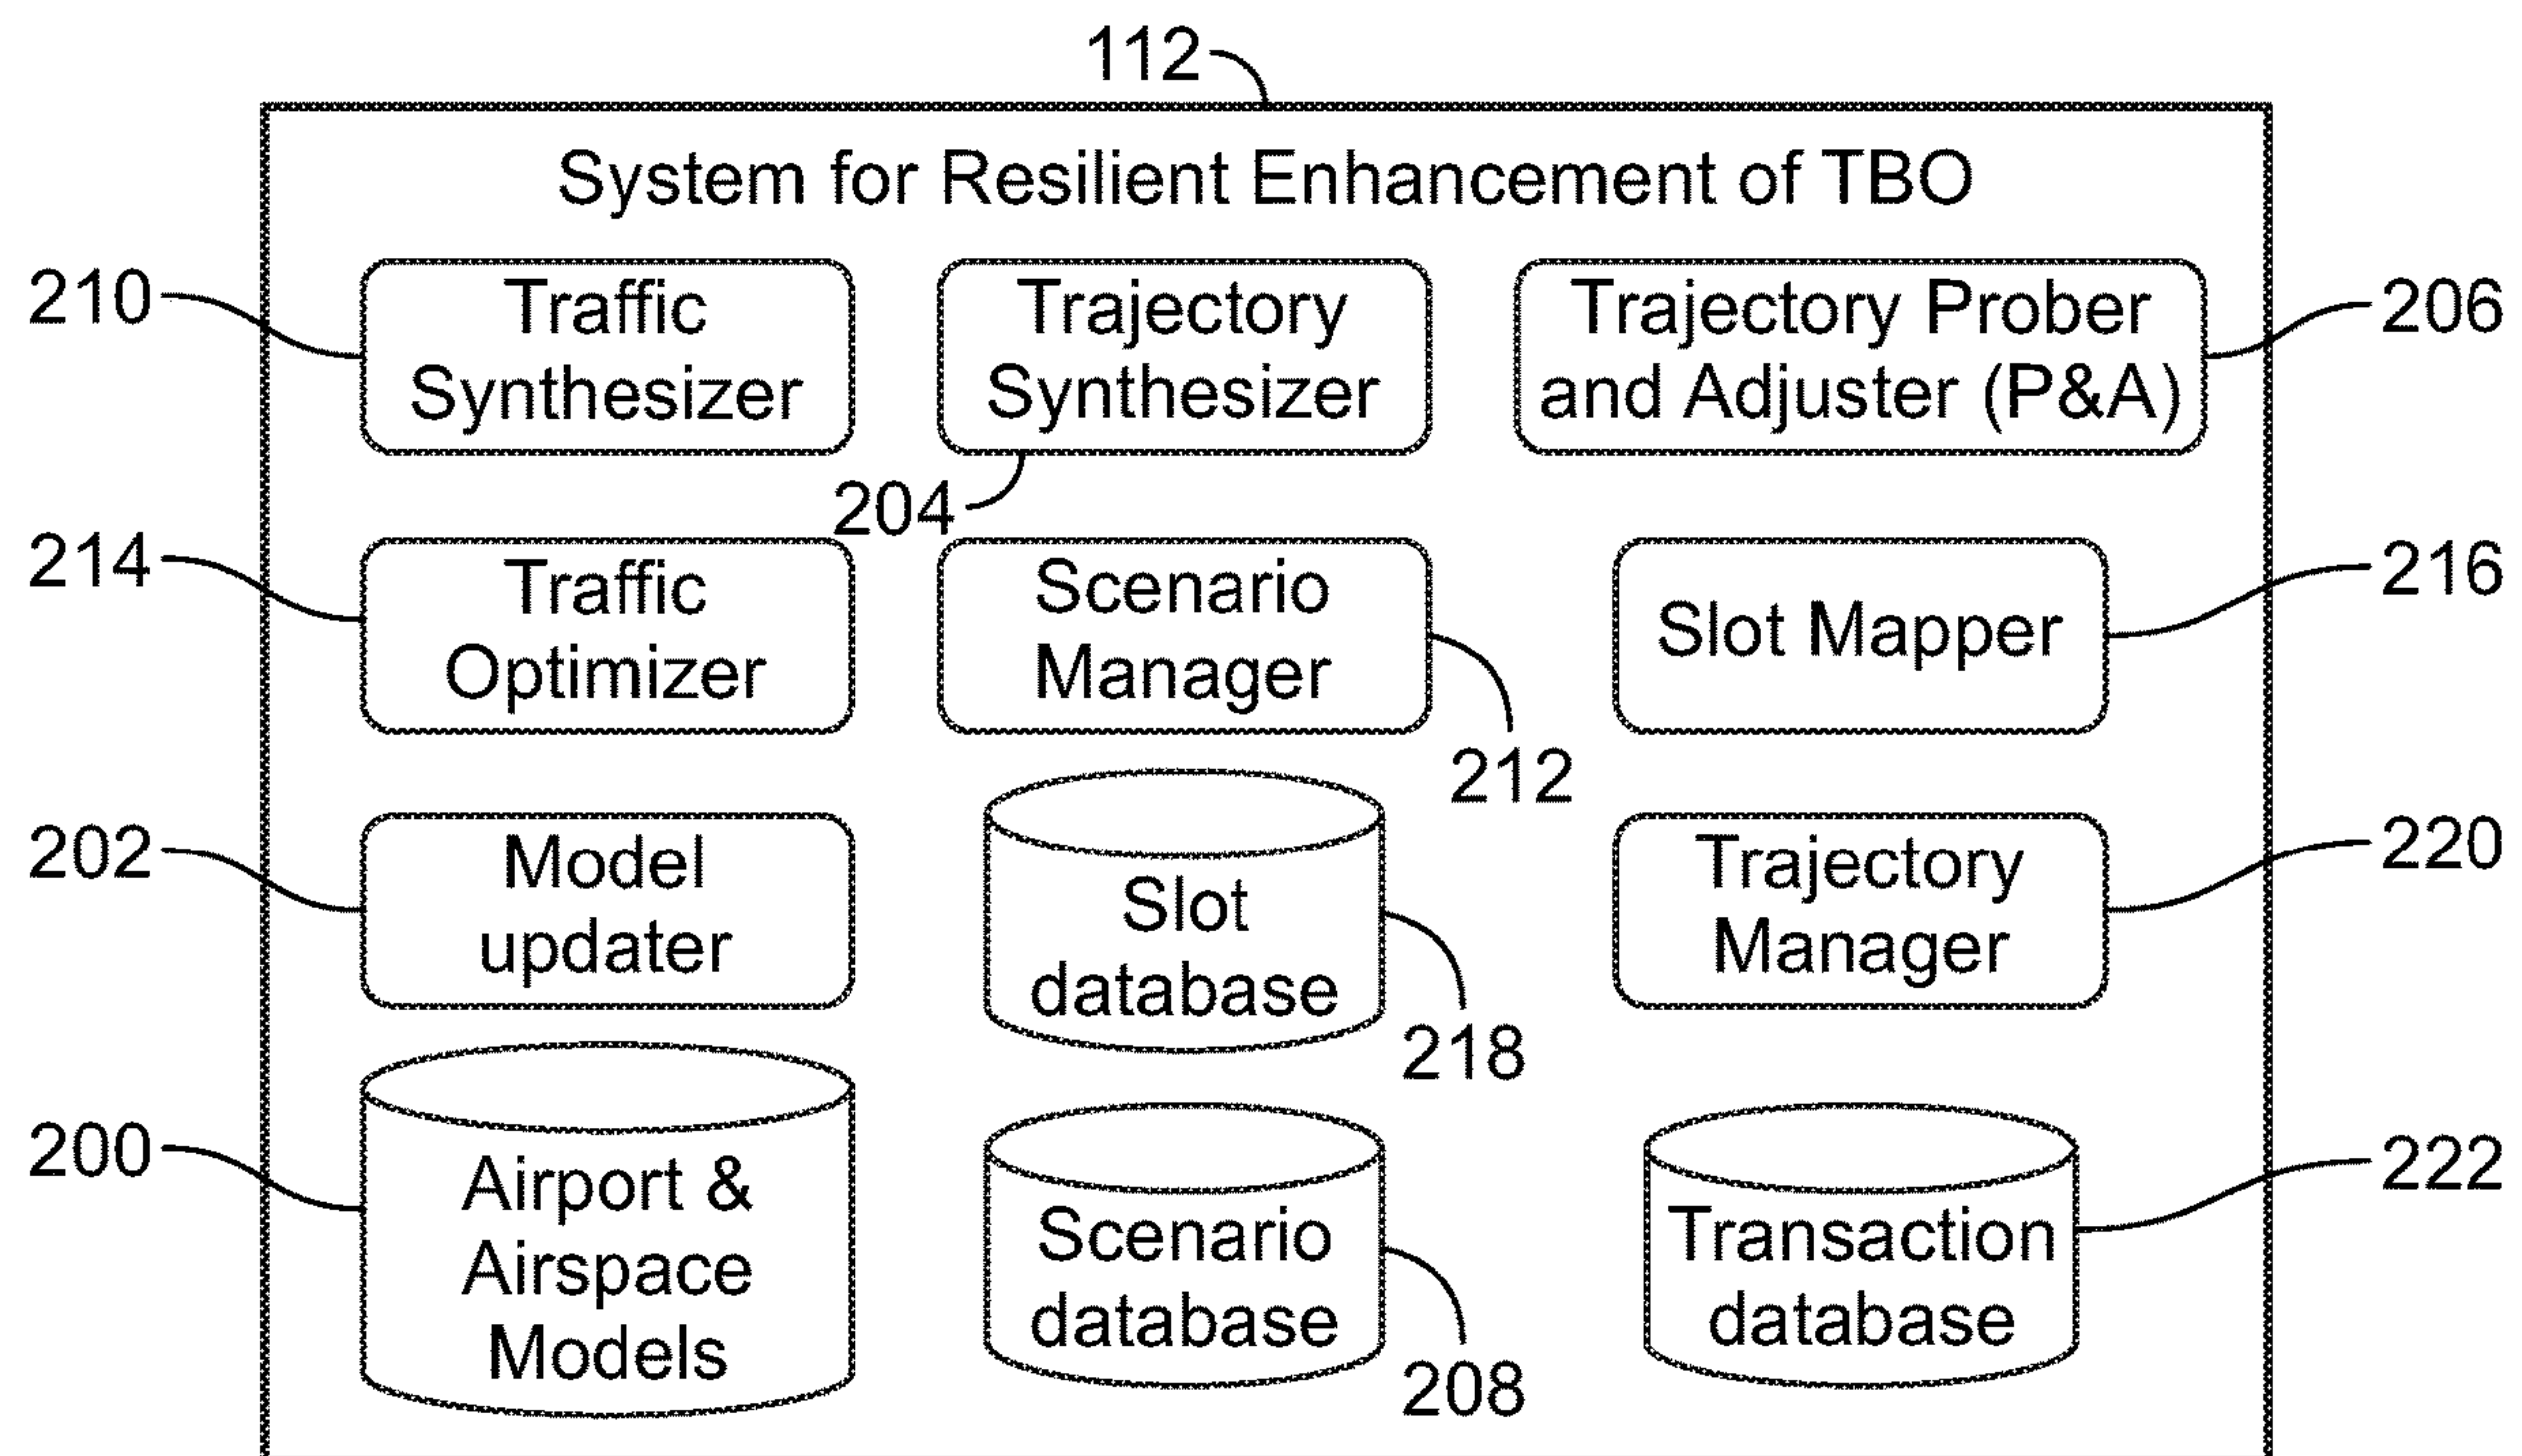 112
System for Resilient Enhancement of TBO
210
Traffic
Synthesizer
Trajectory
Synthesizer
204
Trajectory Prober
and Adjuster (P&A)
206
214
Traffic
Optimizer
Scenario
Manager
212
Slot Mapper
216
202
Model
updater
Slot
database
218
Trajectory
Manager
220
200
Airport &
Airspace
Models
Scenario
database
208
Transaction
database
222